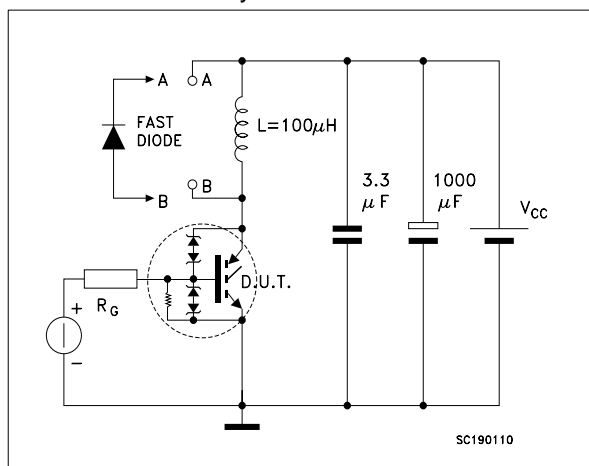 A
A
FAST
DIODE
L=100μH
B
B
3.3
μF
1000
μF
VCC
D.U.T.
RG
+
−
SC190110